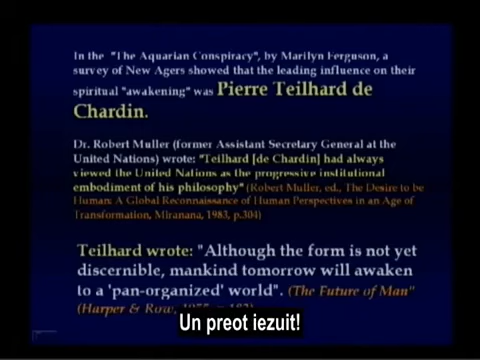 In the "The Aquarian Conspiracy", by Marilyn Ferguson, a
survey of New Agers showed that the leading influence on their
spiritual "awakening" was Pierre Teilhard de
Chardin.
Dr. Robert Muller (former Assistant Secretary General at the
United Nations) wrote: "Teilhard [de Chardin] had always
viewed the United Nations as the progressive institutional
embodiment of his philosophy" (Robert Muller, ed., The Desire to be
Human: A Global Reconnaissance of Human Perspectives in an Age of
Transformation, Miranana, 1983, p.304)
Teilhard wrote: "Although the form is not yet
discernible, mankind tomorrow will awaken
to a 'pan-organized' world". (The Future of Man"
(Harper & Row,
Un preot iezuit!